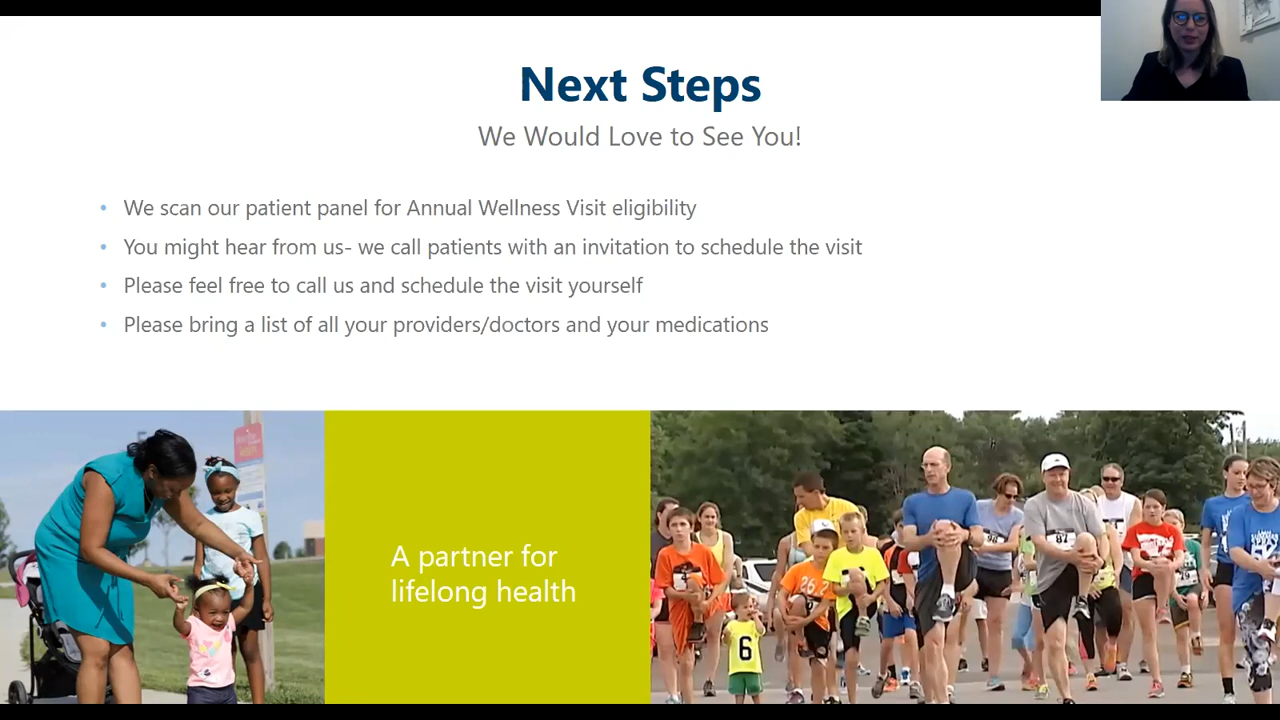 Next Steps
We Would Love to See You!
• We scan our patient panel for Annual Wellness Visit eligibility
• You might hear from us- we call patients with an invitation to schedule the visit
• Please feel free to call us and schedule the visit yourself
• Please bring a list of all your providers/doctors and your medications
A partner for
lifelong health
6
26
87